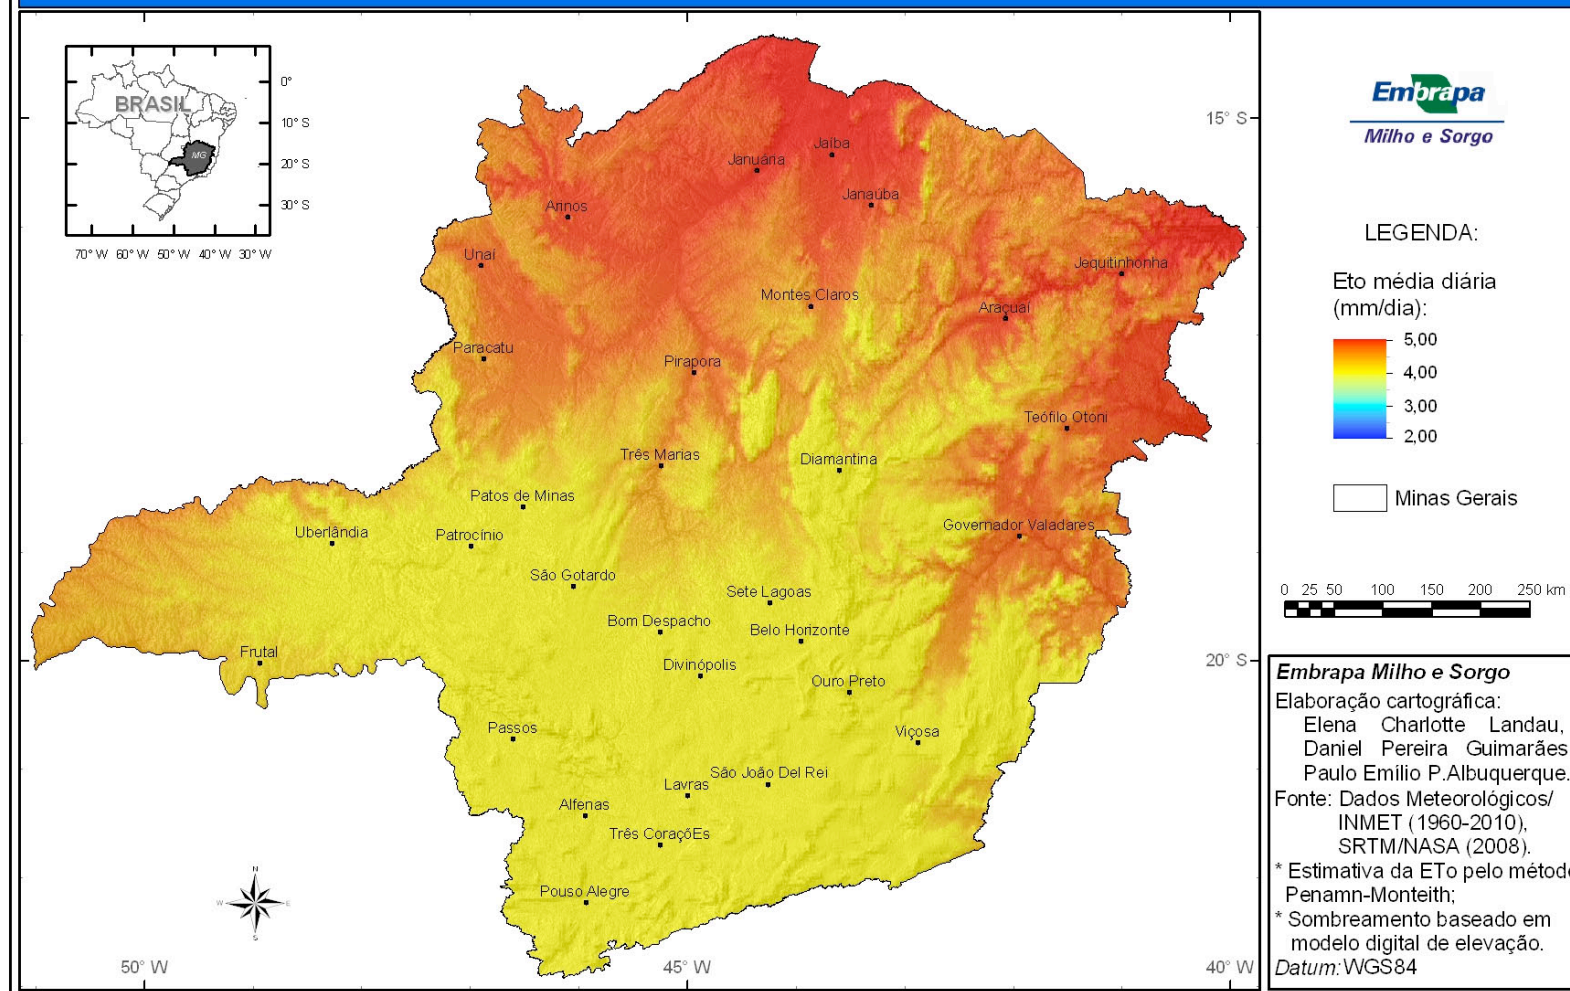 BRASIL
MG
0°
10° S
20° S
30° S
70° W 60° W 50° W 40° W 30° W
15° S
20° S
50° W
45° W
40° W
Jaíba
Januária
Janaúba
Arinos
Unaí
Jequitinhonha
Montes Claros
Araçuaí
Paracatu
Pirapora
Teófilo Otoni
Três Marias
Diamantina
Patos de Minas
Uberlândia
Patrocínio
Governador Valadares
São Gotardo
Sete Lagoas
Bom Despacho
Belo Horizonte
Frutal
Divinópolis
Ouro Preto
Passos
Viçosa
São João Del Rei
Lavras
Alfenas
Três CoraçõEs
Pouso Alegre
N
W
E
S
Embrapa
Milho e Sorgo
LEGENDA:
Eto média diária
(mm/dia):
5,00
4,00
3,00
2,00
Minas Gerais
0 25 50 100 150 200 250 km
Embrapa Milho e Sorgo
Elaboração cartográfica:
Elena Charlotte Landau,
Daniel Pereira Guimarães
Paulo Emílio P.Albuquerque.
Fonte: Dados Meteorológicos/
INMET (1960-2010),
SRTM/NASA (2008).
* Estimativa da ETo pelo método
Penamn-Monteith;
* Sombreamento baseado em
modelo digital de elevação.
Datum:WGS84